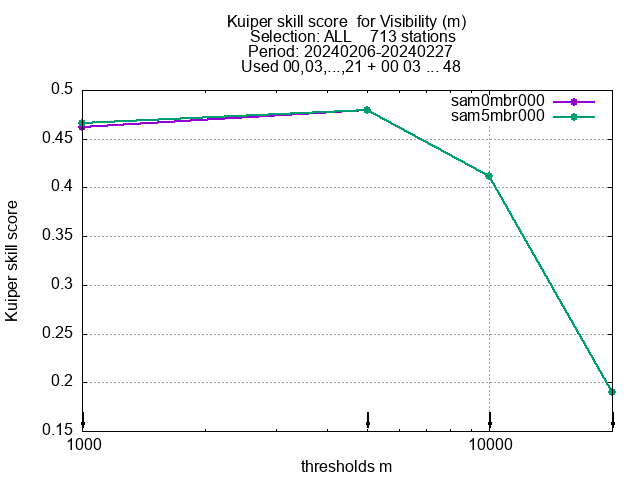 Kuiper skill score  for Visibility (m)
Selection: ALL    713 stations
Period: 20240206-20240227
Used 00,03,...,21 + 00 03 ... 48
sam0mbr000
sam5mbr000
0.5
0.45
0.4
0.35
0.3
0.25
0.2
0.15
Kuiper skill score
1000
10000
thresholds m